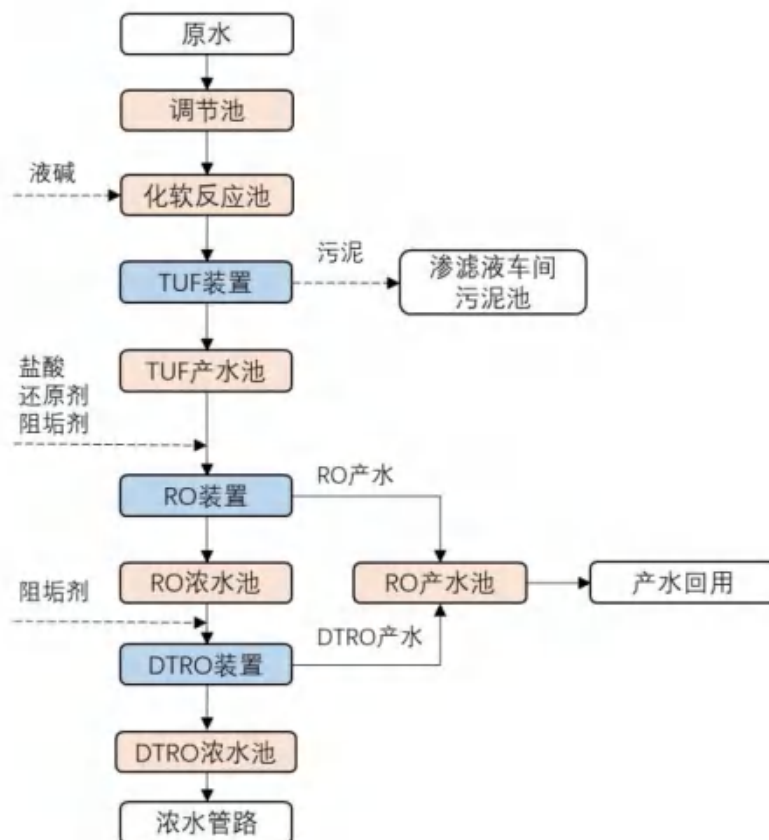 原水
调节池
液碱
化软反应池
TUF装置
污泥
渗滤液车间
污泥池
TUF产水池
盐酸
还原剂
阻垢剂
RO装置
RO产水
RO浓水池
RO产水池
产水回用
阻垢剂
DTRO装置
DTRO产水
DTRO浓水池
浓水管路